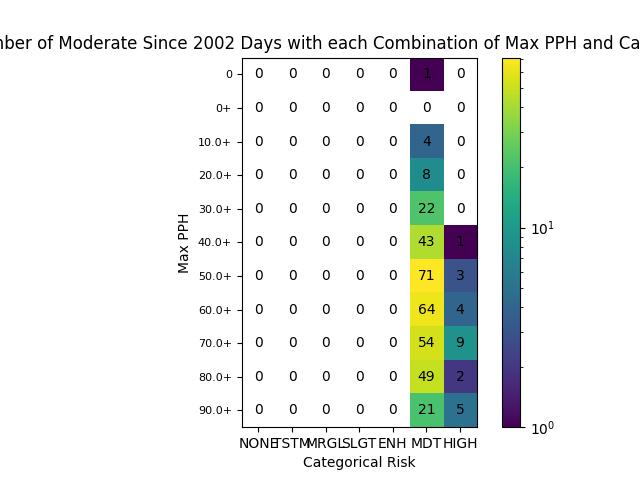 nber of Moderate Since 2002 Days with each Combination of Max PPH and Ca
0 0 0 0 0 0 1 0
0+ 0 0 0 0 0 0 0
10.0+ 0 0 0 0 0 4 0
20.0+ 0 0 0 0 0 8 0
30.0+ 0 0 0 0 0 22 0
40.0+ 0 0 0 0 0 43 1
50.0+ 0 0 0 0 0 71 3
60.0+ 0 0 0 0 0 64 4
70.0+ 0 0 0 0 0 54 9
80.0+ 0 0 0 0 0 49 2
90.0+ 0 0 0 0 0 21 5
Max PPH
NONE TSTM MRGL SLGT ENH MDT HIGH
Categorical Risk
10¹
10⁰